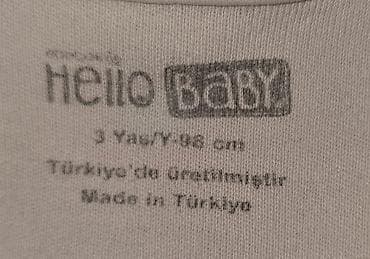 Hello BaBY
3 Yaş/Y-98 cm
Türkiye'de üretilmiştir
Made in Türkiye